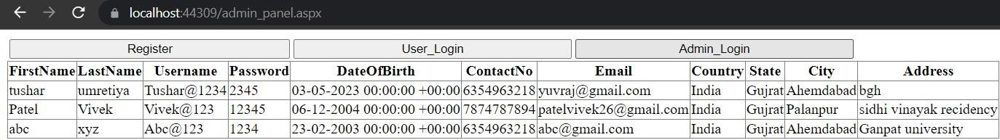 localhost:44309/admin_panel.aspx
Register User_Login Admin_Login
FirstName LastName Username Password DateOfBirth ContactNo Email Country State City Address
tushar umretiya Tushar@1234 2345 03-05-2023 00:00:00 +00:00 6354963218 yuvraj@gmail.com India Gujrat Ahemdabad bgh
Patel Vivek Vivek@123 12345 06-12-2004 00:00:00 +00:00 7874787894 patelvivek26@gmail.com India Gujrat Palanpur sidhi vinayak recidency
abc xyz Abc@123 1234 23-02-2003 00:00:00 +00:00 6354963218 abc@gmail.com India Gujrat Ahemdabad Ganpat university